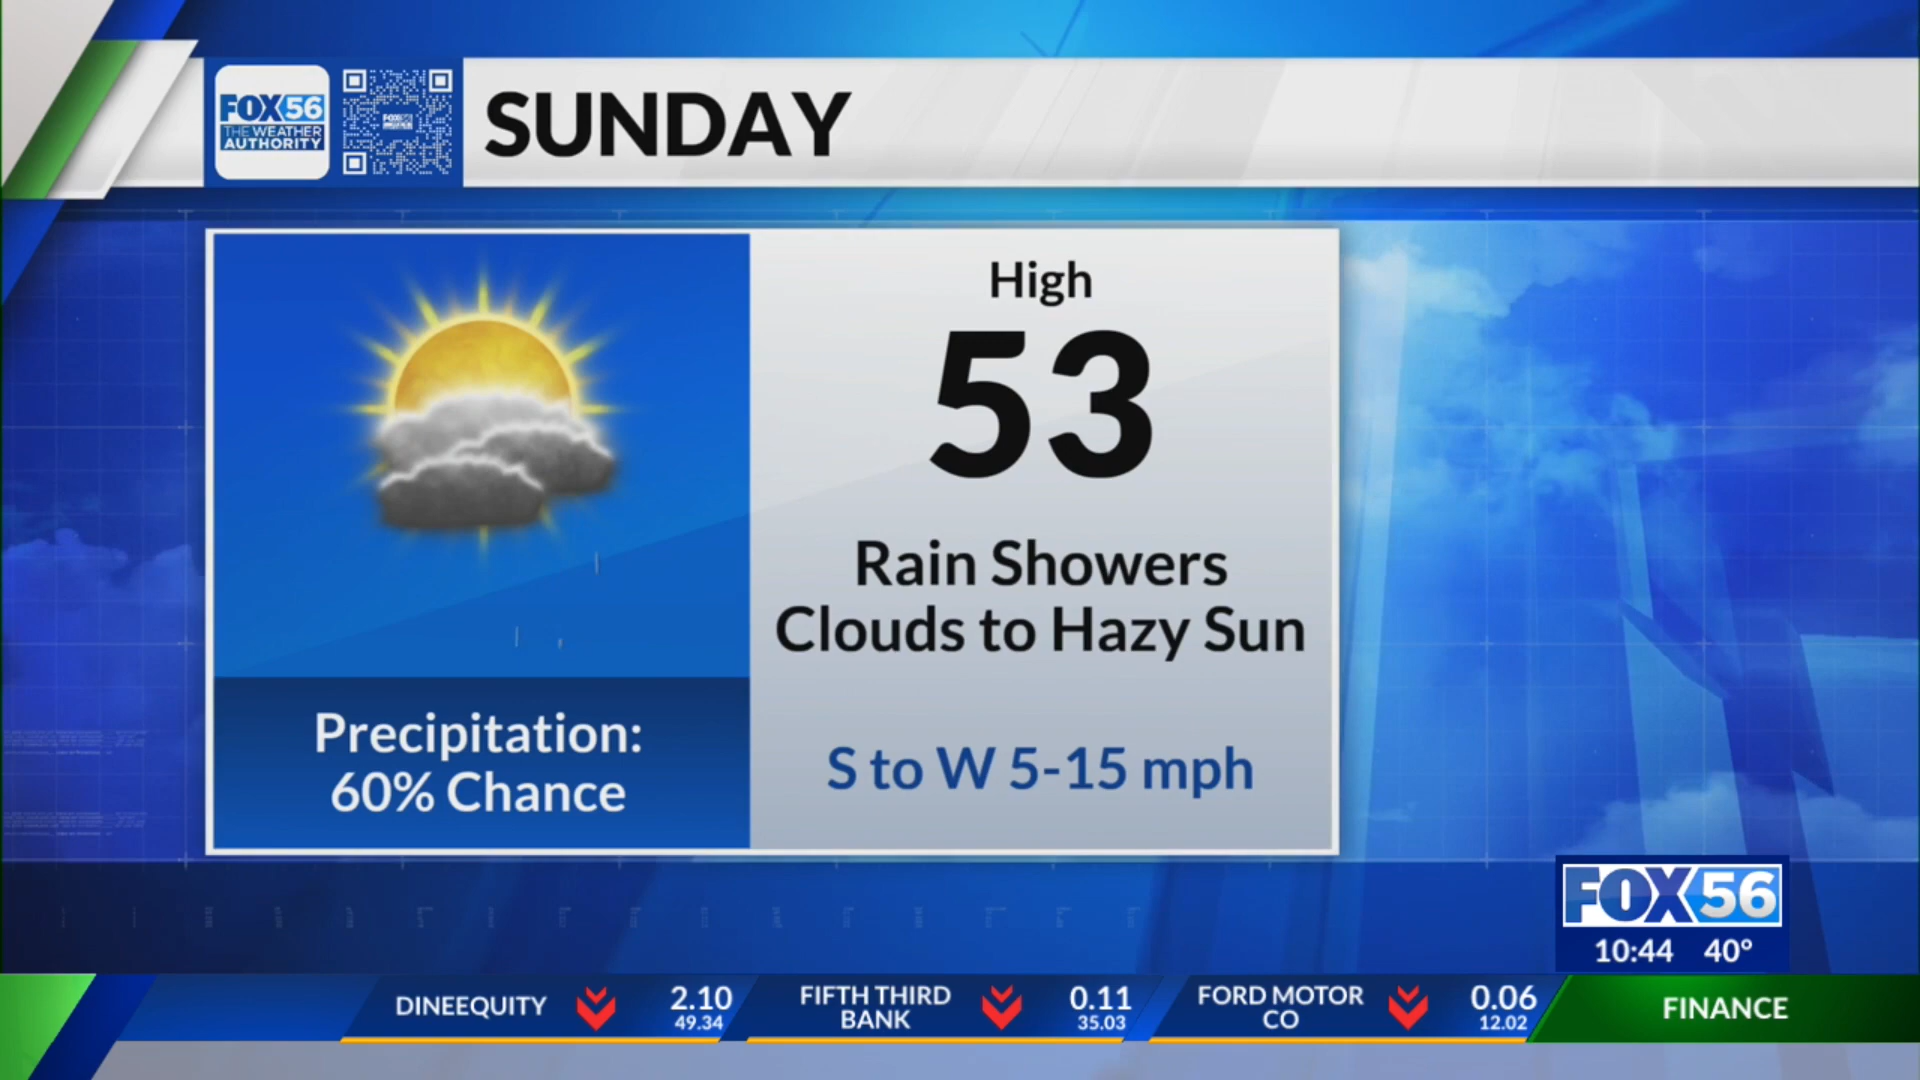 FOX56
THE WEATHER
AUTHORITY
SUNDAY
High
53
Rain Showers
Clouds to Hazy Sun
S to W 5-15 mph
Precipitation:
60% Chance
FOX56
10:44 40°
DINEEQUITY
2.10
49.34
FIFTH THIRD
BANK
0.11
35.03
FORD MOTOR
CO
0.06
12.02
FINANCE